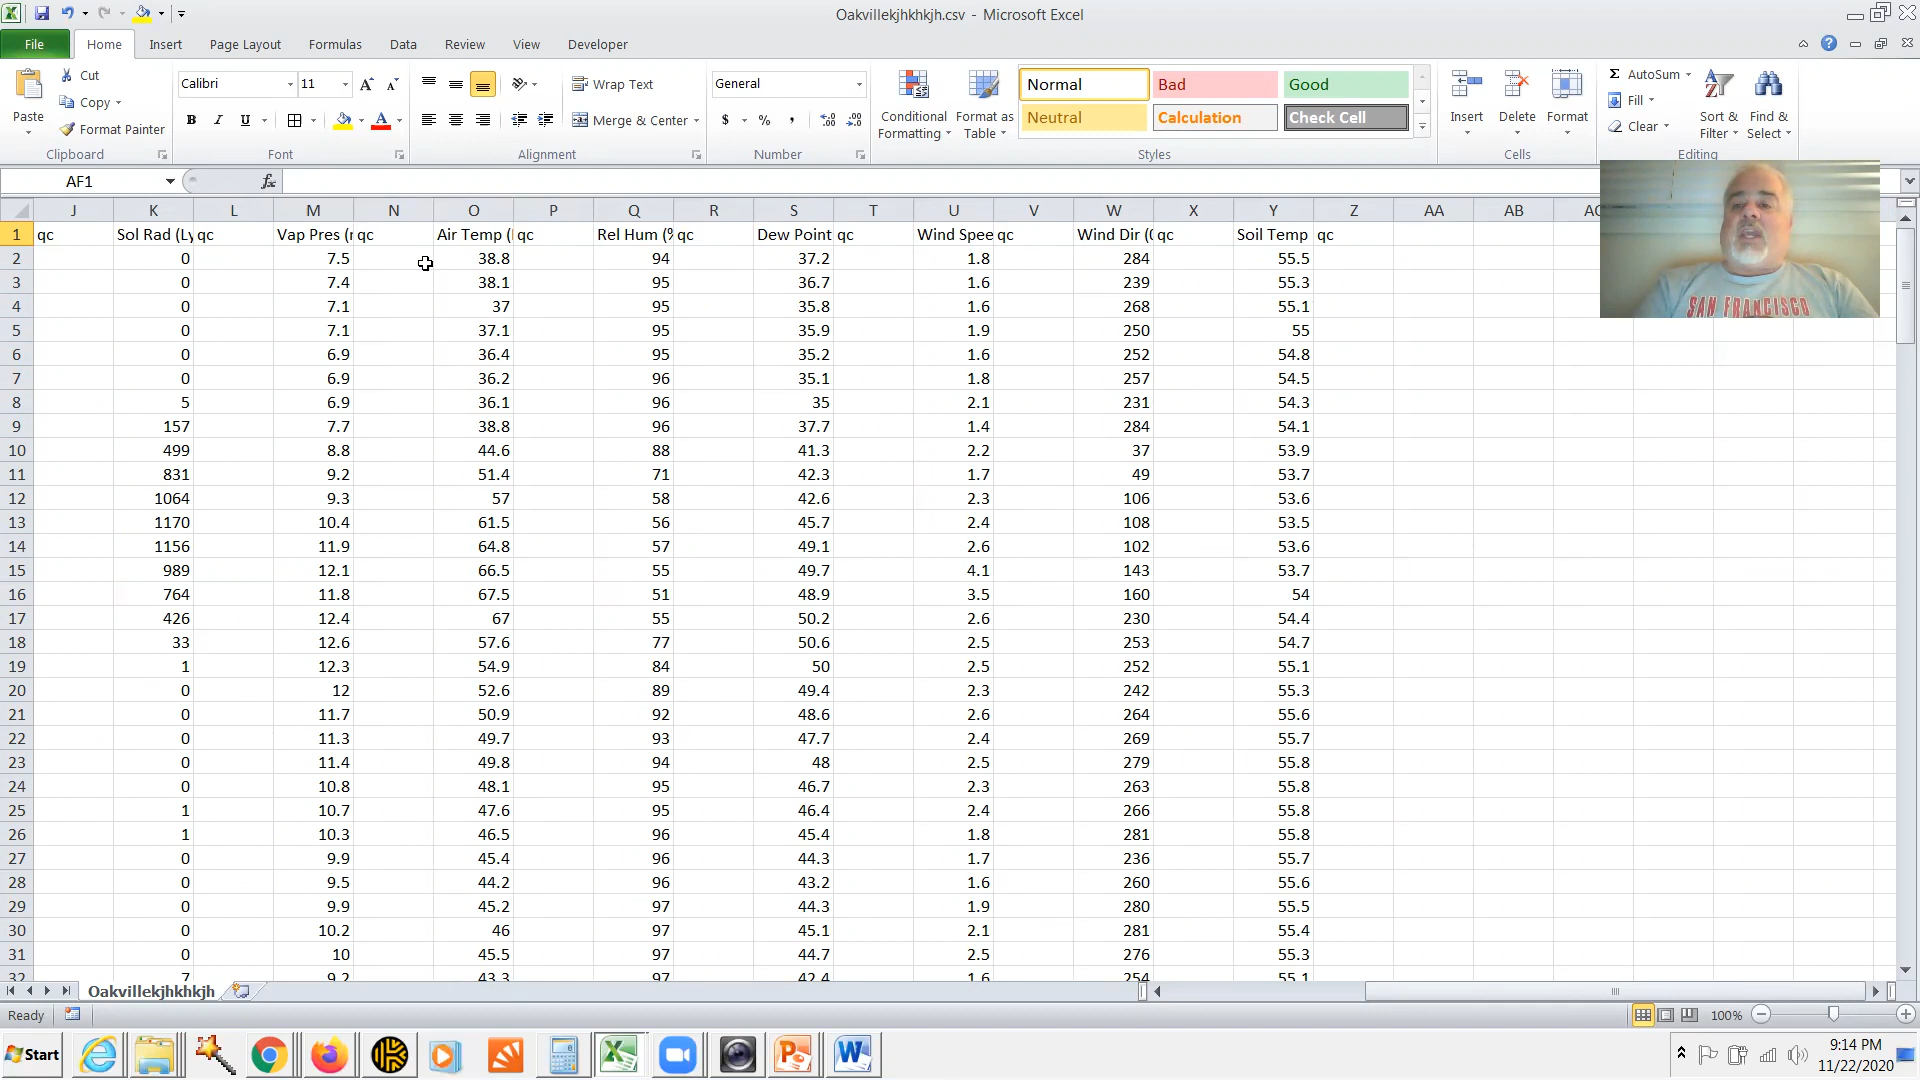 Oakvillekjhkhkjh.csv - Microsoft Excel
File Home Insert Page Layout Formulas Data Review View Developer
Paste
Cut
Copy
Format Painter
Clipboard
Calibri 11
B I U
Font
Wrap Text
Merge & Center
Alignment
General
$ % ,
Number
Conditional Formatting
Format as Table
Normal Bad Good
Neutral Calculation Check Cell
Styles
Insert Delete Format
Cells
AutoSum
Fill
Clear
Sort & Filter
Find & Select
Editing
AF1
fx
J K L M N O P Q R S T U V W X Y Z AA AB AC
1 qc Sol Rad (Ly qc Vap Pres (r qc Air Temp ( qc Rel Hum (% qc Dew Point qc Wind Spee qc Wind Dir (0 qc Soil Temp qc
2 0 7.5 38.8 94 37.2 1.8 284 55.5
3 0 7.4 38.1 95 36.7 1.6 239 55.3
4 0 7.1 37 95 35.8 1.6 268 55.1
5 0 7.1 37.1 95 35.9 1.9 250 55
6 0 6.9 36.4 95 35.2 1.6 252 54.8
7 0 6.9 36.2 96 35.1 1.8 257 54.5
8 5 6.9 36.1 96 35 2.1 231 54.3
9 157 7.7 38.8 96 37.7 1.4 284 54.1
10 499 8.8 44.6 88 41.3 2.2 37 53.9
11 831 9.2 51.4 71 42.3 1.7 49 53.7
12 1064 9.3 57 58 42.6 2.3 106 53.6
13 1170 10.4 61.5 56 45.7 2.4 108 53.5
14 1156 11.9 64.8 57 49.1 2.6 102 53.6
15 989 12.1 66.5 55 49.7 4.1 143 53.7
16 764 11.8 67.5 51 48.9 3.5 160 54
17 426 12.4 67 55 50.2 2.6 230 54.4
18 33 12.6 57.6 77 50.6 2.5 253 54.7
19 1 12.3 54.9 84 50 2.5 252 55.1
20 0 12 52.6 89 49.4 2.3 242 55.3
21 0 11.7 50.9 92 48.6 2.6 264 55.6
22 0 11.3 49.7 93 47.7 2.4 269 55.7
23 0 11.4 49.8 94 48 2.5 279 55.8
24 0 10.8 48.1 95 46.7 2.3 263 55.8
25 1 10.7 47.6 95 46.4 2.4 266 55.8
26 1 10.3 46.5 96 45.4 1.8 281 55.8
27 0 9.9 45.4 96 44.3 1.7 236 55.7
28 0 9.5 44.2 96 43.2 1.6 260 55.6
29 0 9.9 45.2 97 44.3 1.9 280 55.5
30 0 10.2 46 97 45.1 2.1 281 55.4
31 0 10 45.5 97 44.7 2.5 276 55.3
32 7 9.2 43.3 97 42.4 1.6 254 55.1
SAN FRANCISCO
Oakvillekjhkhkjh
Ready
100%
Start
9:14 PM
11/22/2020